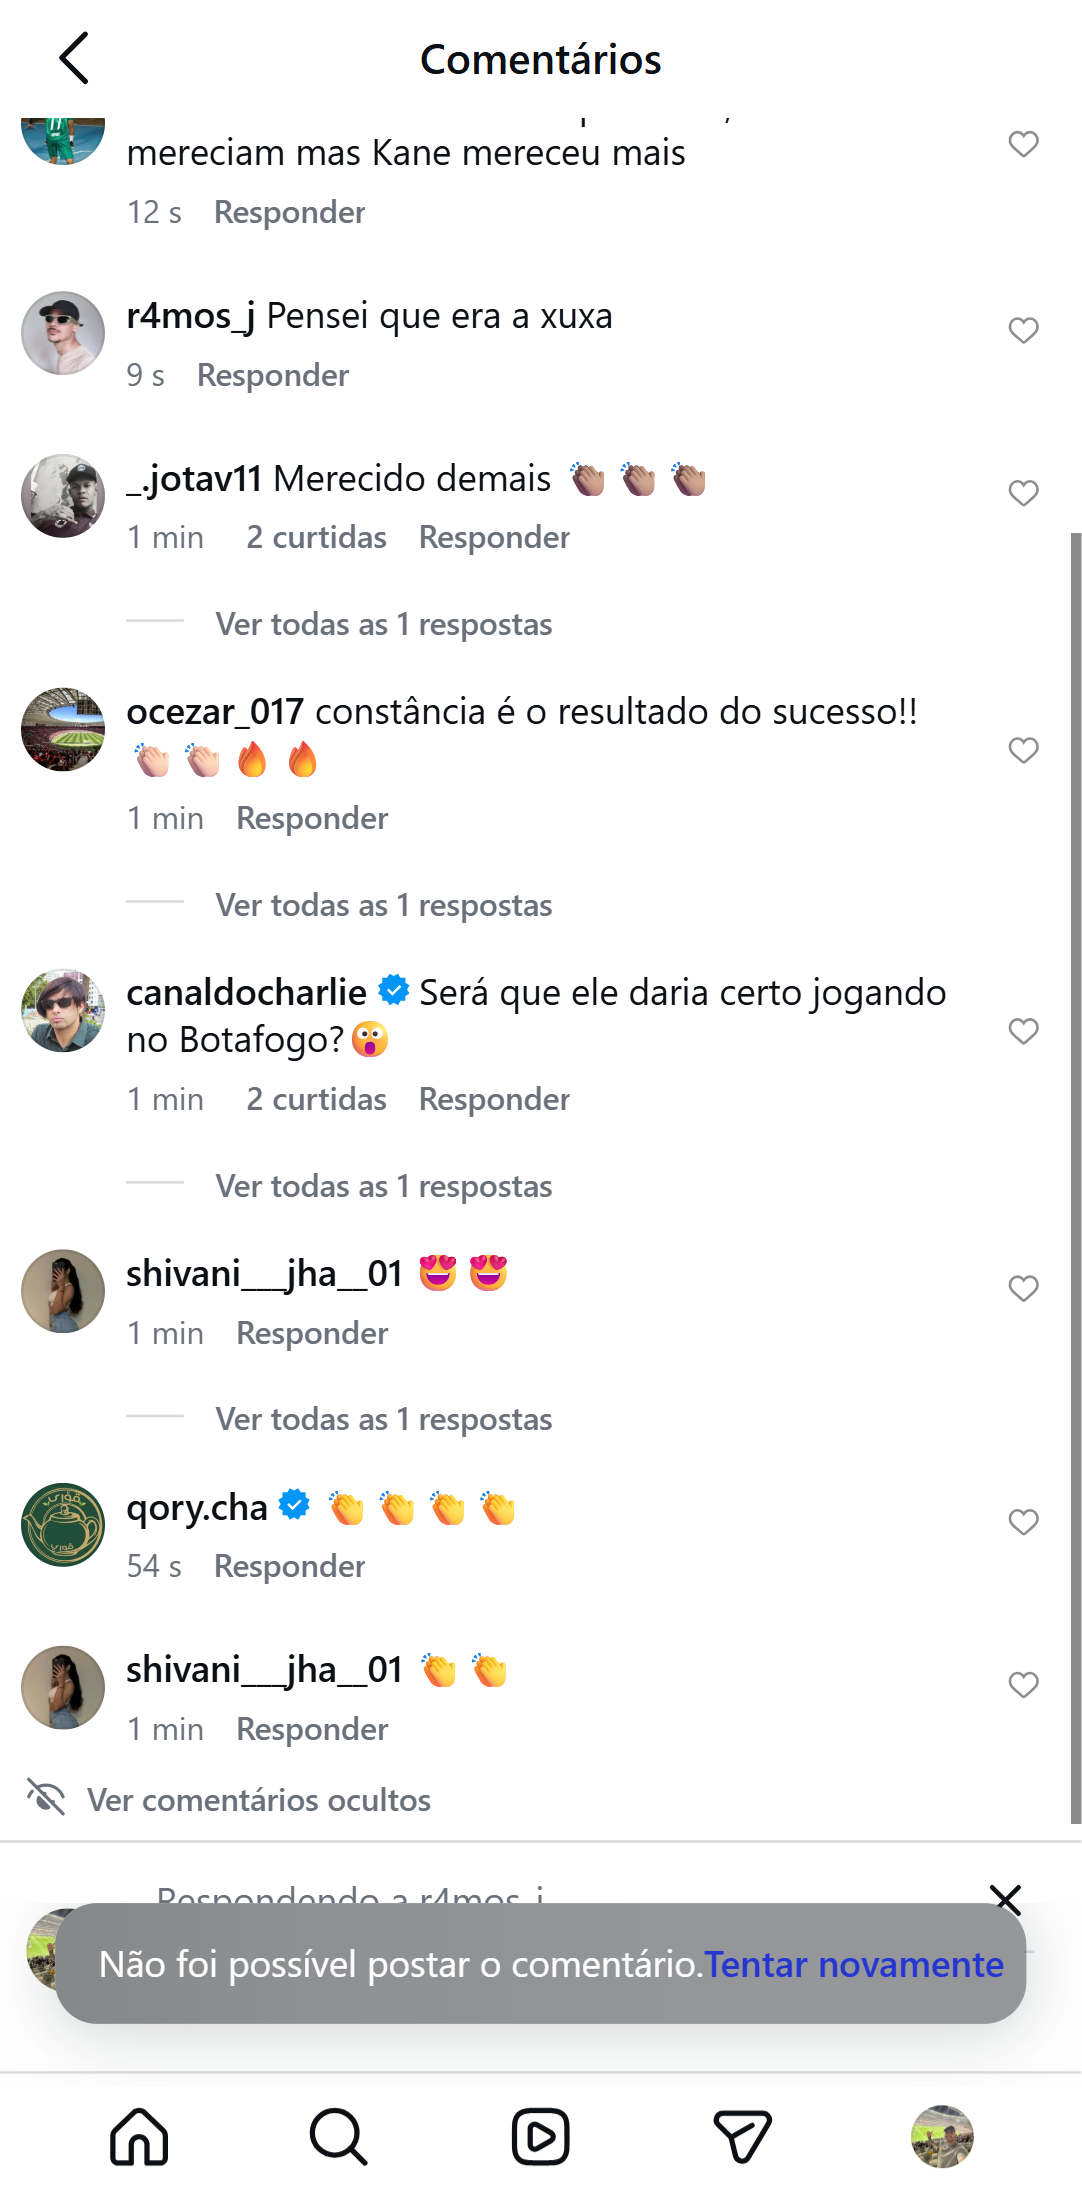 Comentários
mereciam mas Kane mereceu mais
12 s Responder
r4mos_j Pensei que era a xuxa
9 s Responder
_.jotav11 Merecido demais 👏🏽👏🏽👏🏽
1 min 2 curtidas Responder
Ver todas as 1 respostas
ocezar_017 constância é o resultado do sucesso!!
👏🏻👏🏻🔥🔥
1 min Responder
Ver todas as 1 respostas
canaldocharlie Será que ele daria certo jogando
no Botafogo?😲
1 min 2 curtidas Responder
Ver todas as 1 respostas
shivani___jha__01 😍😍
1 min Responder
Ver todas as 1 respostas
qory.cha 👏👏👏👏
54 s Responder
shivani___jha__01 👏👏
1 min Responder
Ver comentários ocultos
Respondendo a r4mos_j
Não foi possível postar o comentário.Tentar novamente